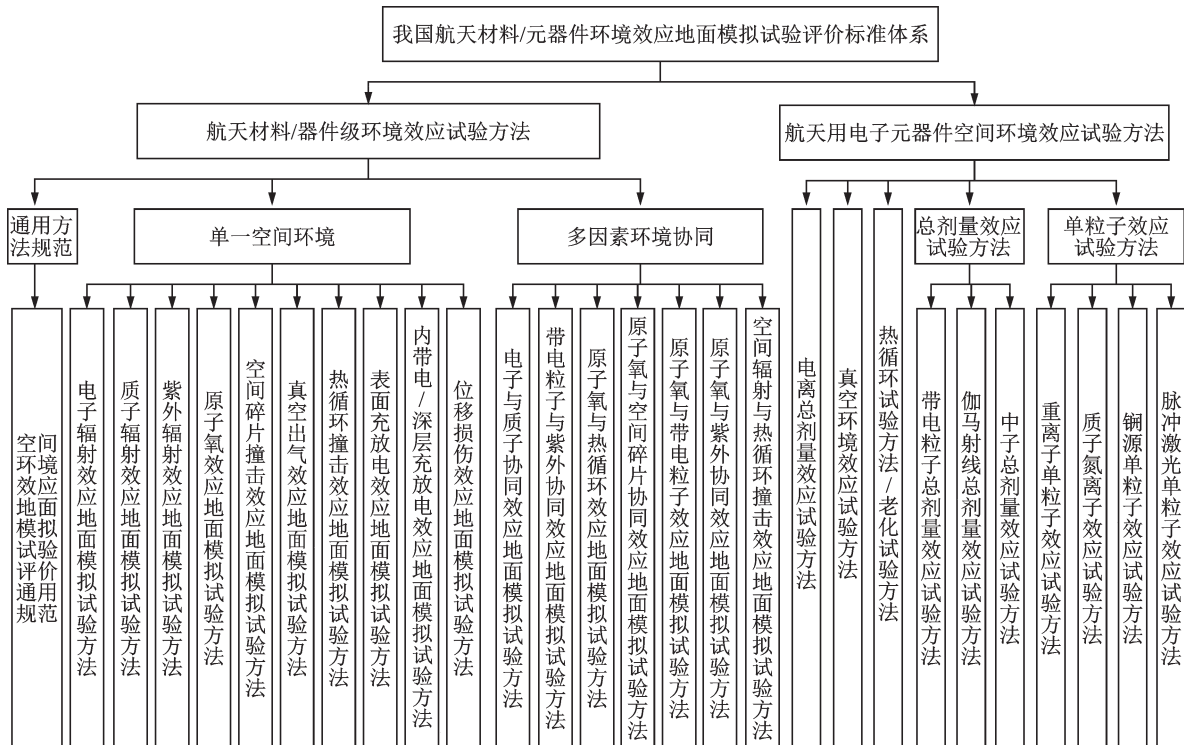 我国航天材料/元器件环境效应地面模拟试验评价标准体系
航天材料/器件级环境效应试验方法
航天用电子元器件空间环境效应试验方法
通用方
法规范
单一空间环境
多因素环境协同
总剂量效应
试验方法
单粒子效应
试验方法
空间
环境
效应
地面
模拟
试验
评价
通用
规范
电子辐射效应地面模拟试验方法
质子辐射效应地面模拟试验方法
紫外辐射效应地面模拟试验方法
原子氧效应地面模拟试验方法
空间碎片撞击效应地面模拟试验方法
真空出气效应地面模拟试验方法
热循环撞击效应地面模拟试验方法
表面充放电效应地面模拟试验方法
内带电/深层充放电效应地面模拟试验方法
位移损伤效应地面模拟试验方法
电子与质子协同效应地面模拟试验方法
带电粒子与紫外协同效应地面模拟试验方法
原子氧与热循环效应地面模拟试验方法
原子氧与空间碎片协同效应地面模拟试验方法
原子氧与带电粒子效应地面模拟试验方法
原子氧与紫外协同效应地面模拟试验方法
空间辐射与热循环撞击效应地面模拟试验方法
电离总剂量效应试验方法
真空环境效应试验方法
热循环试验方法/老化试验方法
带电粒子总剂量效应试验方法
伽马射线总剂量效应试验方法
中子总剂量效应试验方法
重离子单粒子效应试验方法
质子氮离子效应试验方法
锎源单粒子效应试验方法
脉冲激光单粒子效应试验方法